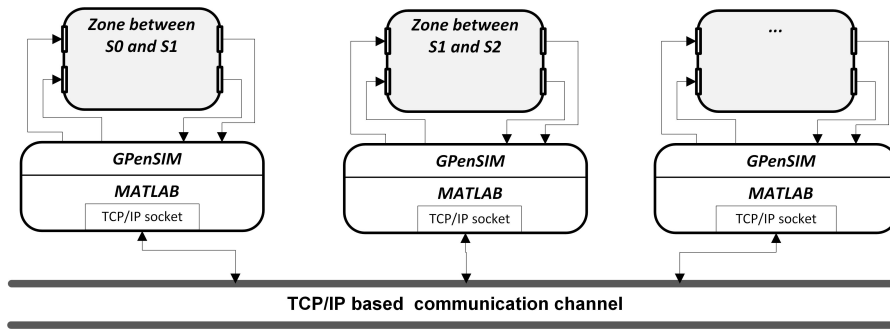 Zone between
S0 and S1
Zone between
S1 and S2
...
GPenSIM
MATLAB
TCP/IP socket
GPenSIM
MATLAB
TCP/IP socket
GPenSIM
MATLAB
TCP/IP socket
TCP/IP based communication channel